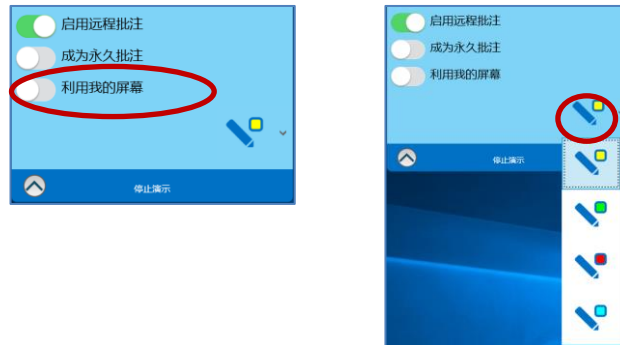 启用远程批注
成为永久批注
利用我的屏幕
停止演示
启用远程批注
成为永久批注
利用我的屏幕
停止演示